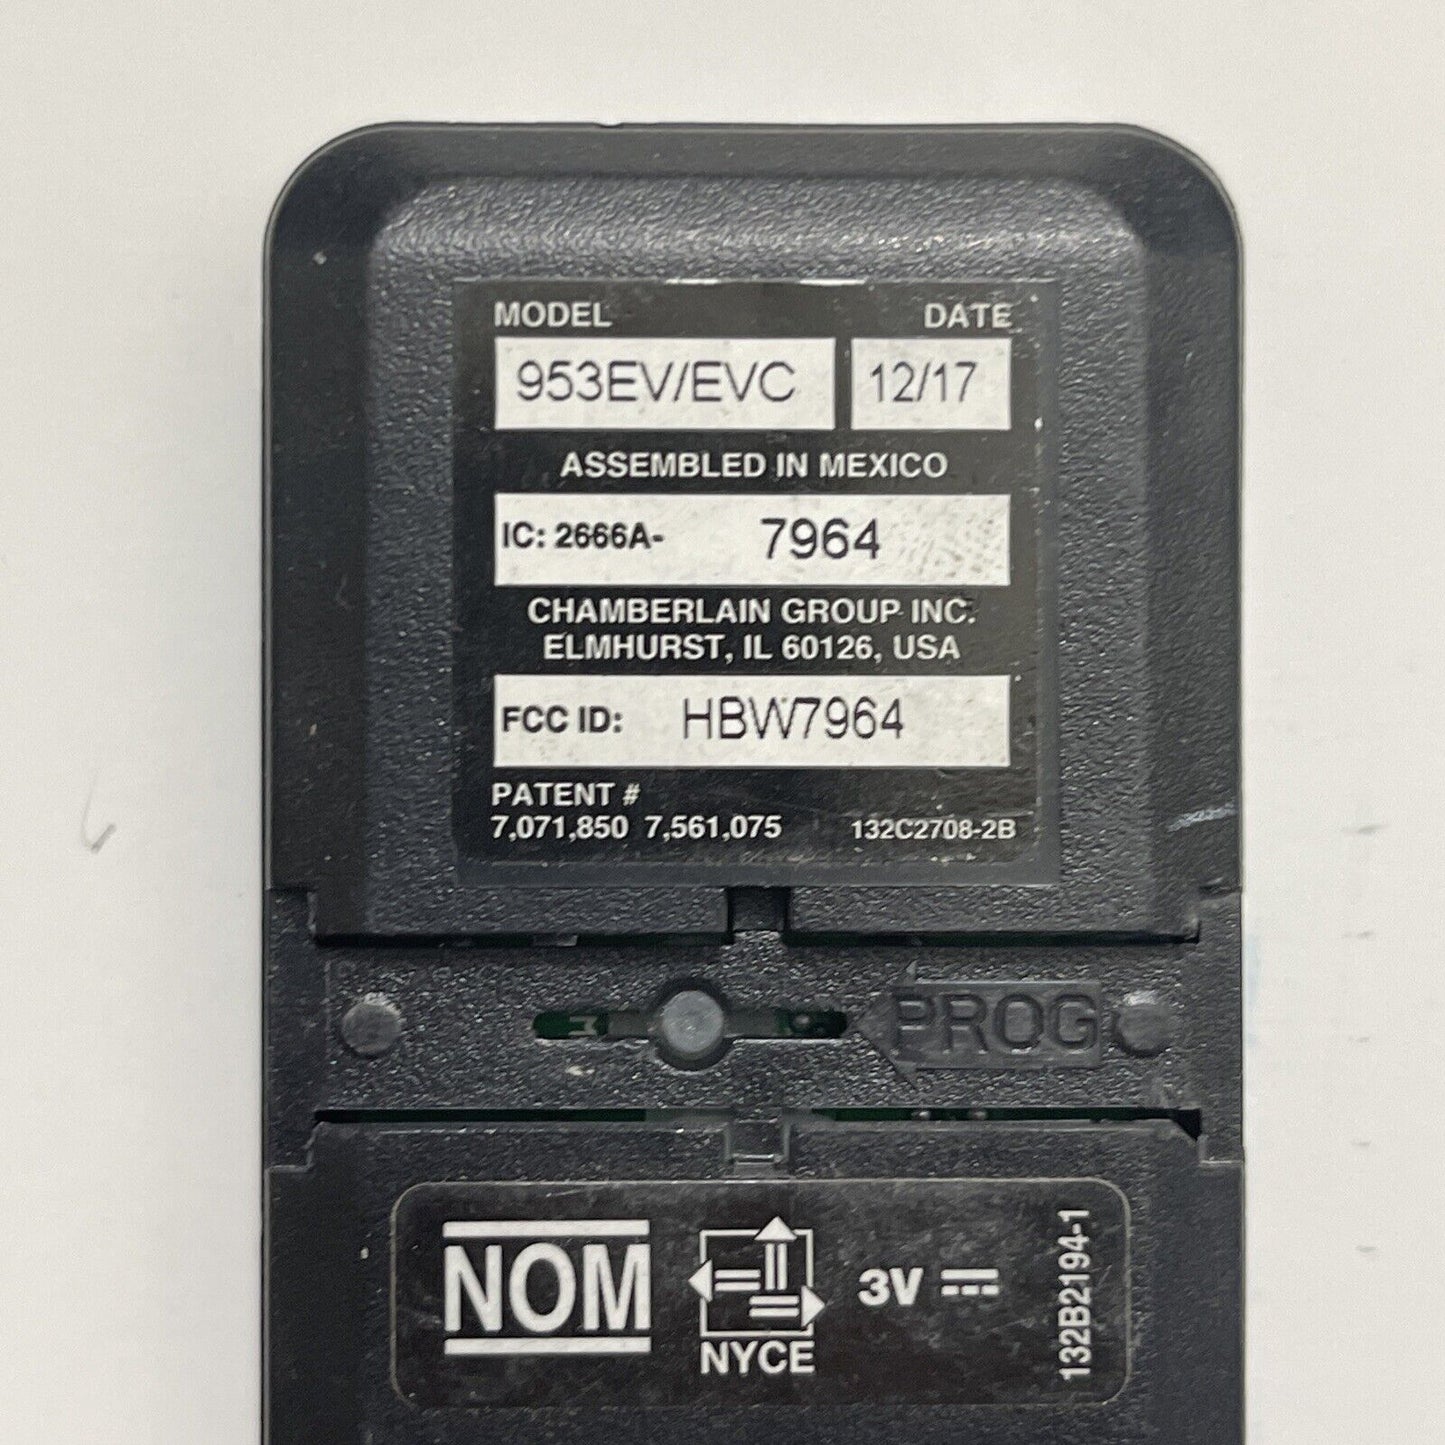 MODEL DATE
953EV/EVC 12/17
ASSEMBLED IN MEXICO
IC: 2666A- 7964
CHAMBERLAIN GROUP INC.
ELMHURST, IL 60126, USA
FCC ID: HBW7964
PATENT #
7,071,850 7,561,075 132C2708-2B
PROG
NOM
NYCE
3V
132B2194-1